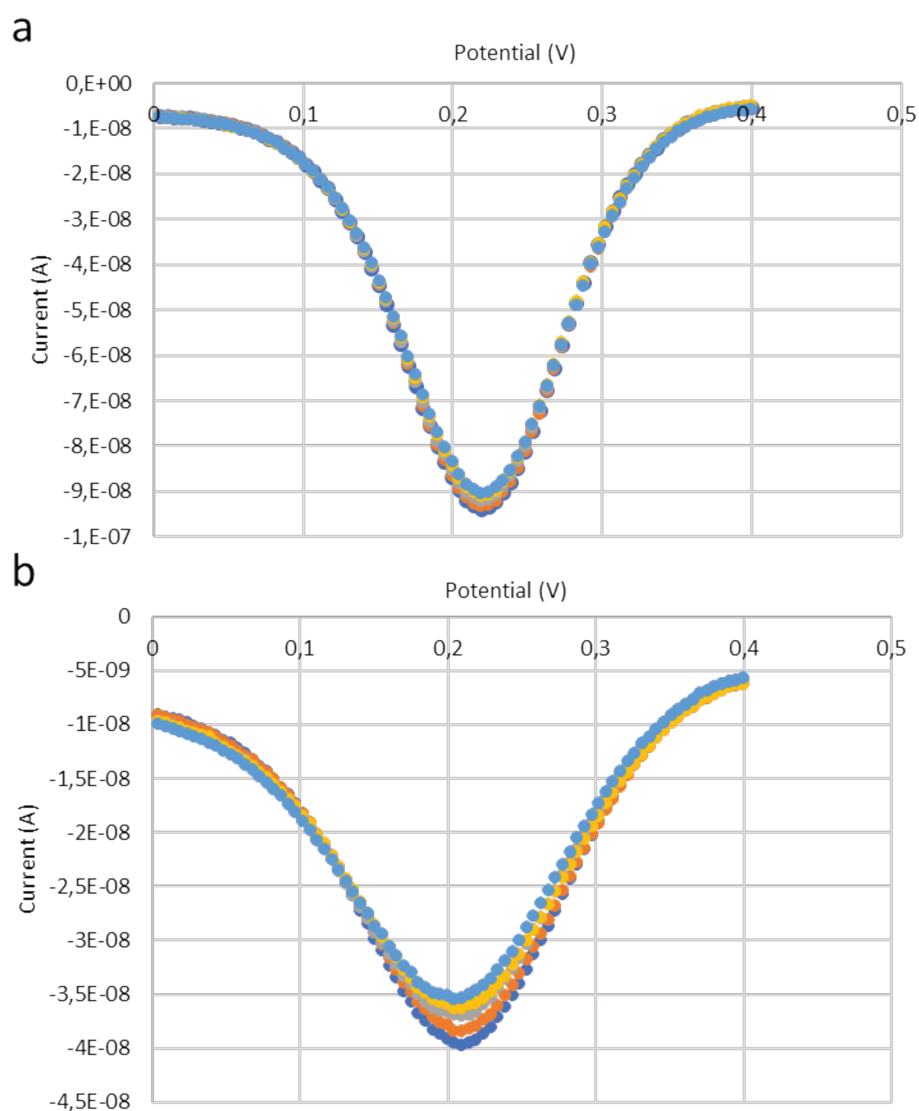 a
Potential (V)
0,E+00
0 0,1 0,2 0,3 0,4 0,5
-1,E-08
-2,E-08
-3,E-08
-4,E-08
-5,E-08
-6,E-08
-7,E-08
-8,E-08
-9,E-08
-1,E-07
Current (A)
b
Potential (V)
0
0 0,1 0,2 0,3 0,4 0,5
-5E-09
-1E-08
-1,5E-08
-2E-08
-2,5E-08
-3E-08
-3,5E-08
-4E-08
-4,5E-08
Current (A)